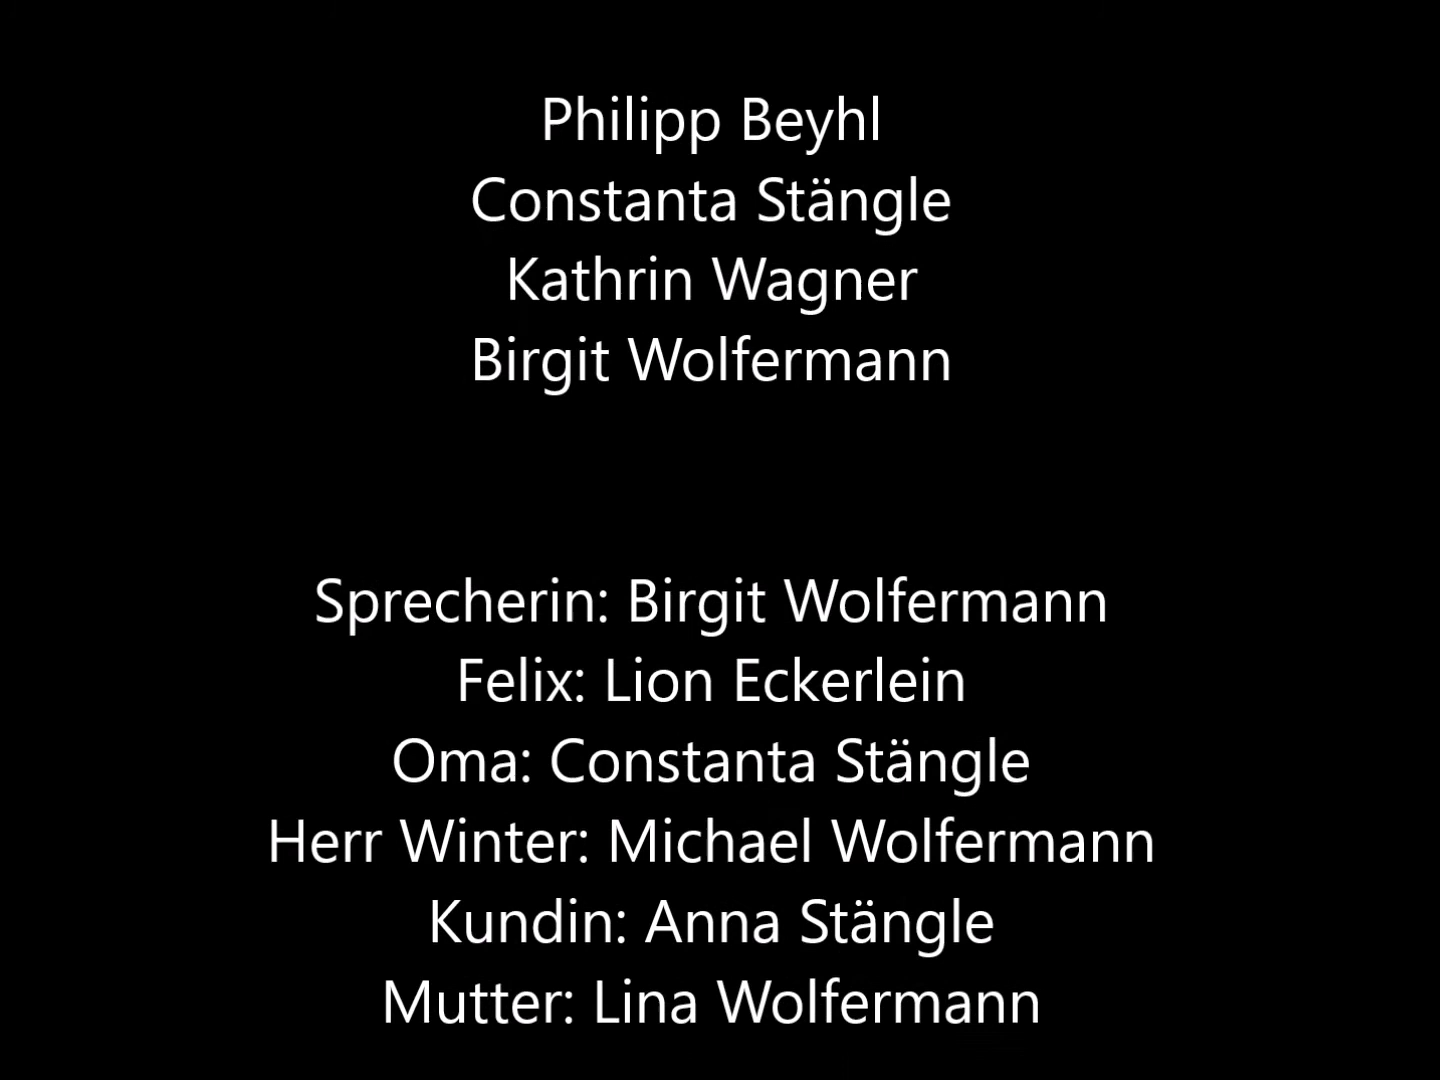 Philipp Beyhl
Constanta Stängle
Kathrin Wagner
Birgit Wolfermann
Sprecherin: Birgit Wolfermann
Felix: Lion Eckerlein
Oma: Constanta Stängle
Herr Winter: Michael Wolfermann
Kundin: Anna Stängle
Mutter: Lina Wolfermann